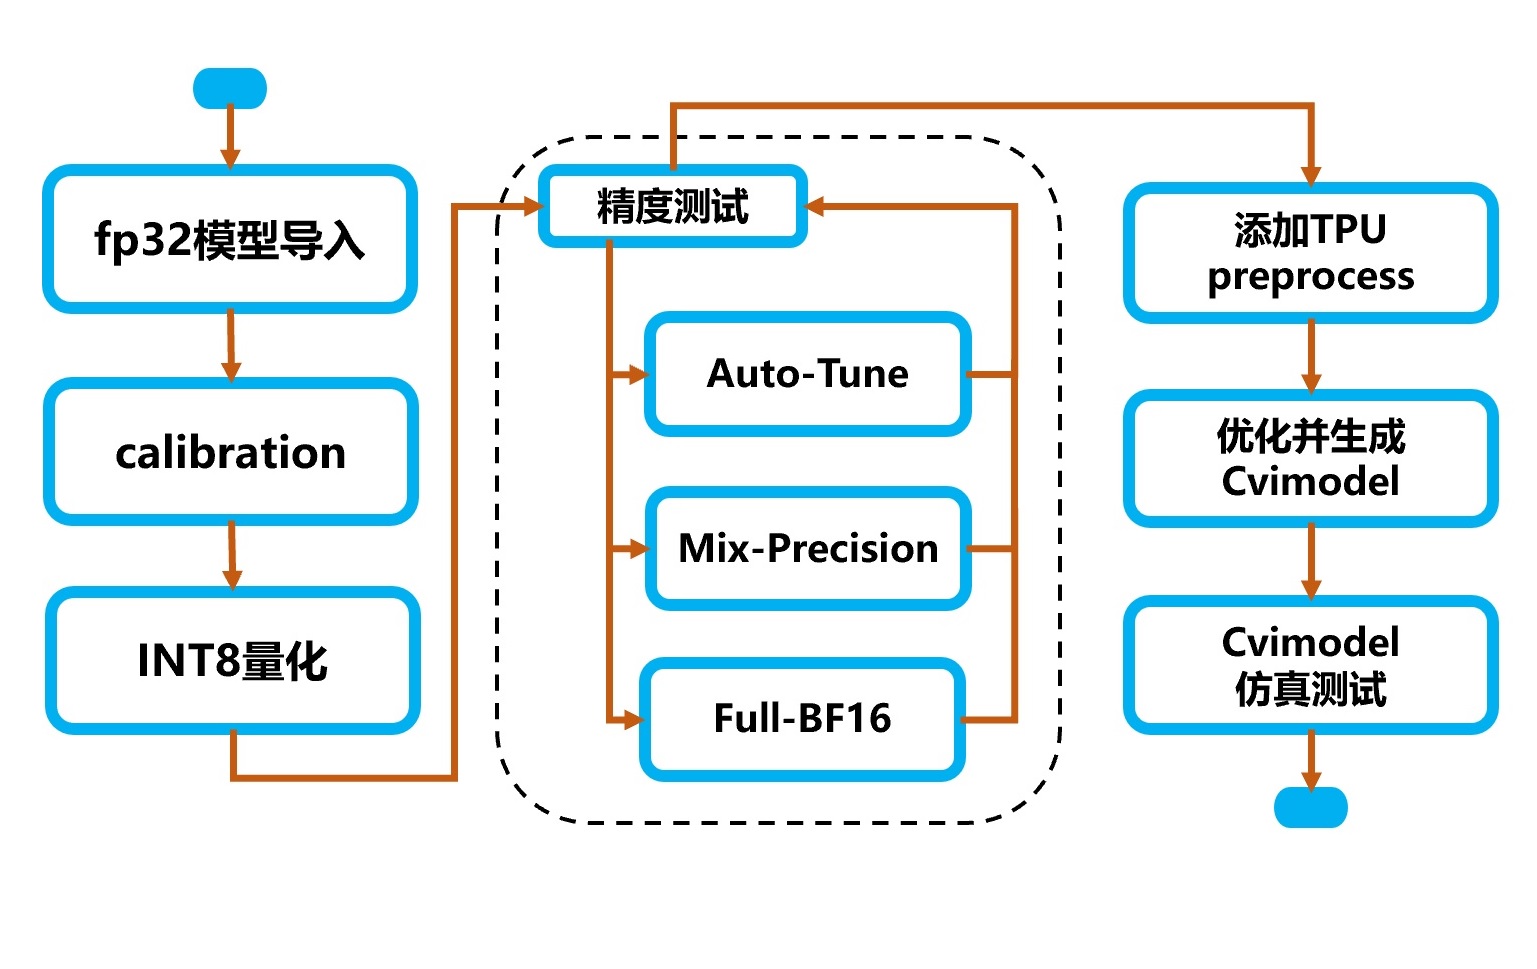 fp32模型导入
calibration
INT8量化
精度测试
Auto-Tune
Mix-Precision
Full-BF16
添加TPU
preprocess
优化并生成
Cvimodel
Cvimodel
仿真测试